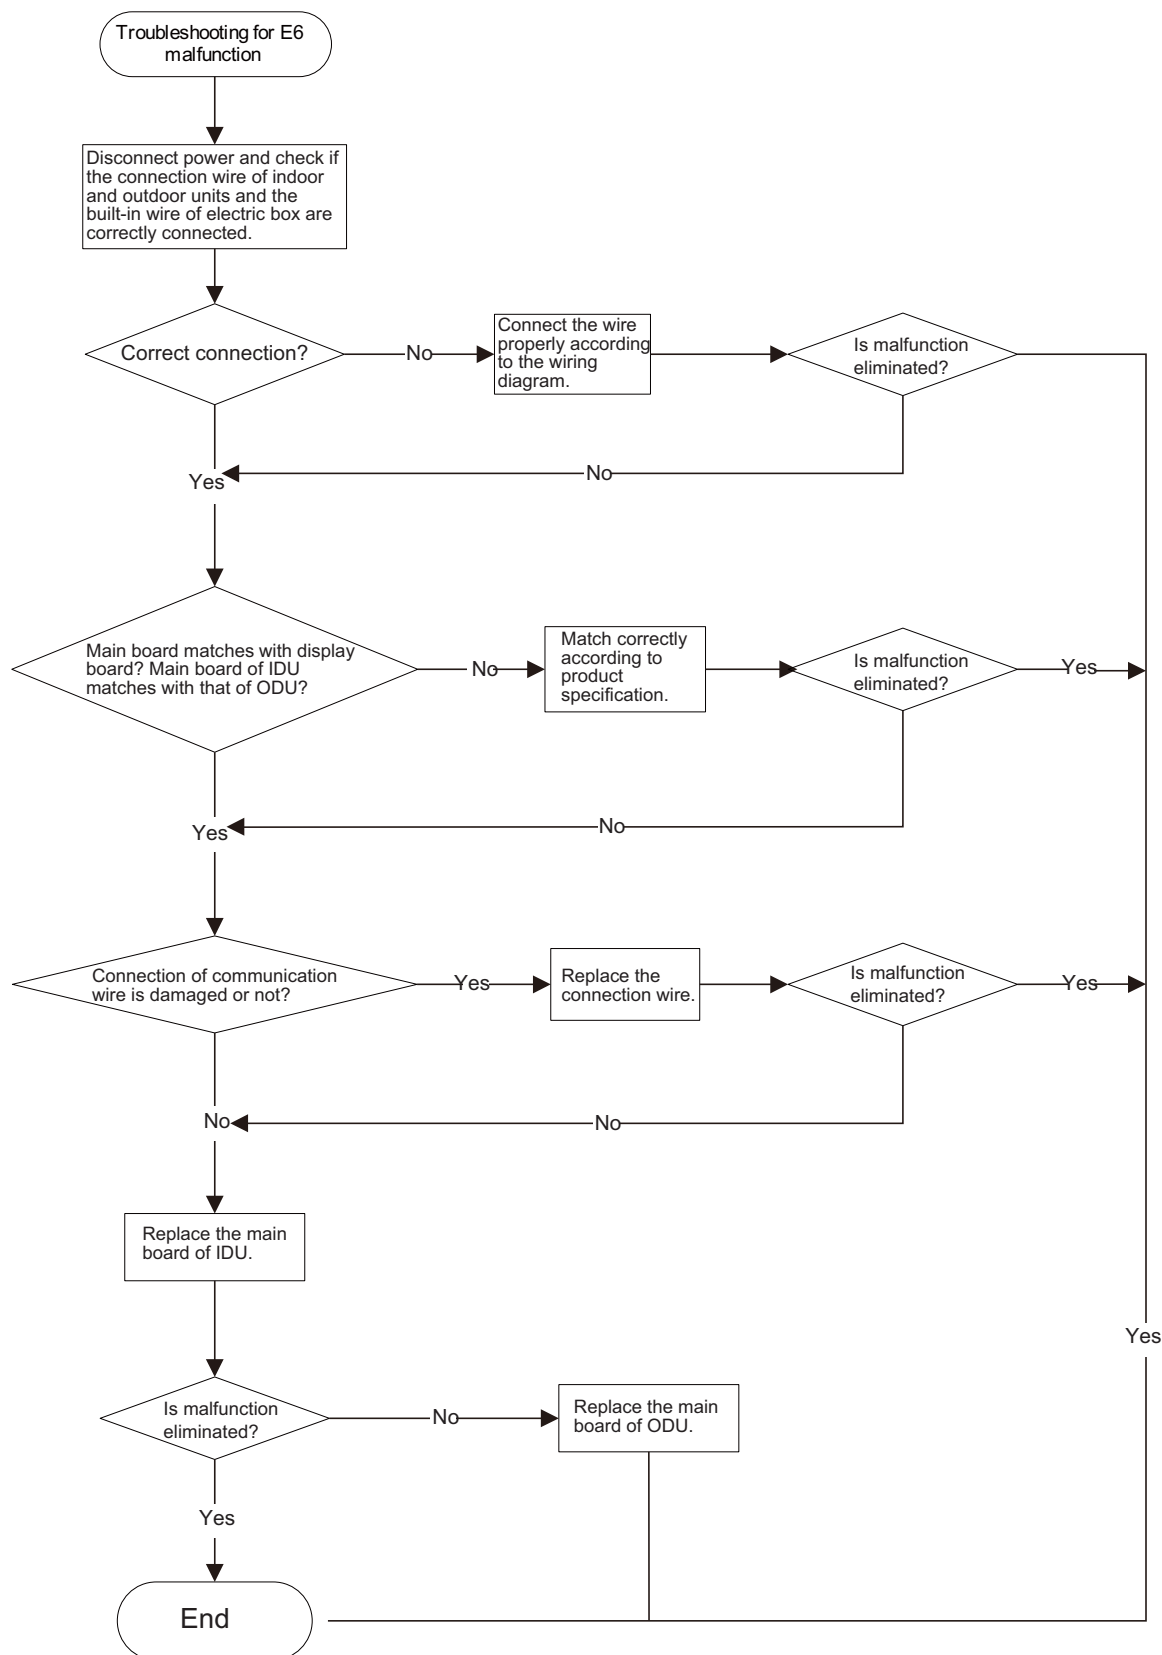 Troubleshooting for E6
malfunction
Disconnect power and check if
the connection wire of indoor
and outdoor units and the
built-in wire of electric box are
correctly connected.
Correct connection?
No
Connect the wire
properly according
to the wiring
diagram.
Is malfunction
eliminated?
No
Yes
Main board matches with display
board? Main board of IDU
matches with that of ODU?
No
Match correctly
according to
product
specification.
Is malfunction
eliminated?
Yes
No
Yes
Connection of communication
wire is damaged or not?
Yes
Replace the
connection wire.
Is malfunction
eliminated?
Yes
No
No
Replace the main
board of IDU.
Yes
Is malfunction
eliminated?
No
Replace the main
board of ODU.
Yes
End